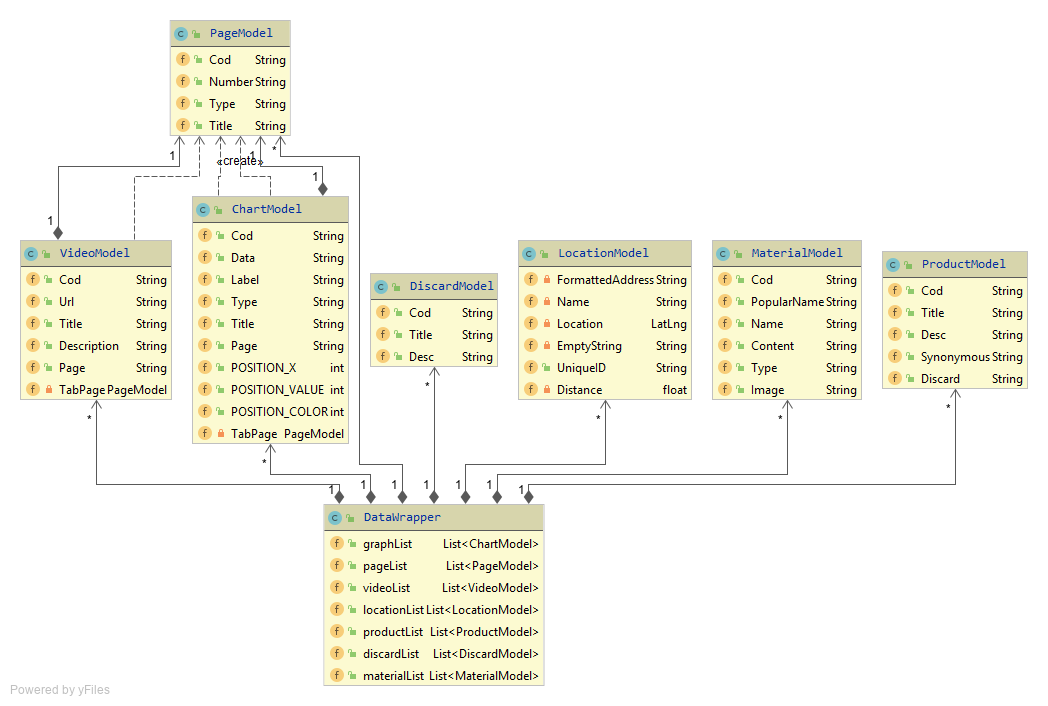 PageModel
Cod String
Number String
Type String
Title String
1
«create»
1
*
1
1
VideoModel
Cod String
Url String
Title String
Description String
Page String
TabPage PageModel
*
ChartModel
Cod String
Data String
Label String
Type String
Title String
Page String
POSITION_X int
POSITION_VALUE int
POSITION_COLOR int
TabPage PageModel
*
DiscardModel
Cod String
Title String
Desc String
*
LocationModel
FormattedAddress String
Name String
Location LatLng
EmptyString String
UniqueID String
Distance float
*
MaterialModel
Cod String
PopularName String
Name String
Content String
Type String
Image String
*
ProductModel
Cod String
Title String
Desc String
Synonymous String
Discard String
*
1 1 1 1 1 1 1
DataWrapper
graphList List<ChartModel>
pageList List<PageModel>
videoList List<VideoModel>
locationList List<LocationModel>
productList List<ProductModel>
discardList List<DiscardModel>
materialList List<MaterialModel>
Powered by yFiles